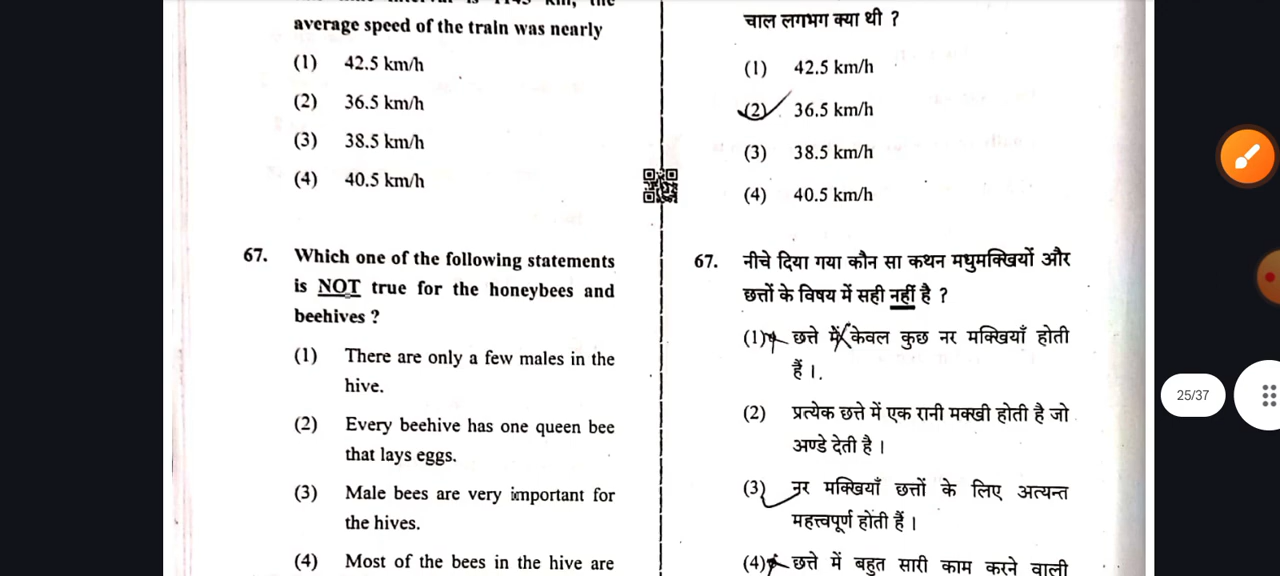 average speed of the train was nearly
(1) 42.5 km/h
(2) 36.5 km/h
(3) 38.5 km/h
(4) 40.5 km/h
67. Which one of the following statements
is NOT true for the honeybees and
beehives ?
(1) There are only a few males in the
hive.
(2) Every beehive has one queen bee
that lays eggs.
(3) Male bees are very important for
the hives.
(4) Most of the bees in the hive are
चाल लगभग क्या थी ?
(1) 42.5 km/h
(2) 36.5 km/h
(3) 38.5 km/h
(4) 40.5 km/h
67. नीचे दिया गया कौन सा कथन मधुमक्खियों और
छत्तों के विषय में सही नहीं है ?
(1) छत्ते में केवल कुछ नर मक्खियाँ होती
हैं ।
(2) प्रत्येक छत्ते में एक रानी मक्खी होती है जो
अण्डे देती है ।
(3) नर मक्खियाँ छत्तों के लिए अत्यन्त
महत्त्वपूर्ण होती हैं ।
(4) छत्ते में बहुत सारी काम करने वाली
25/37